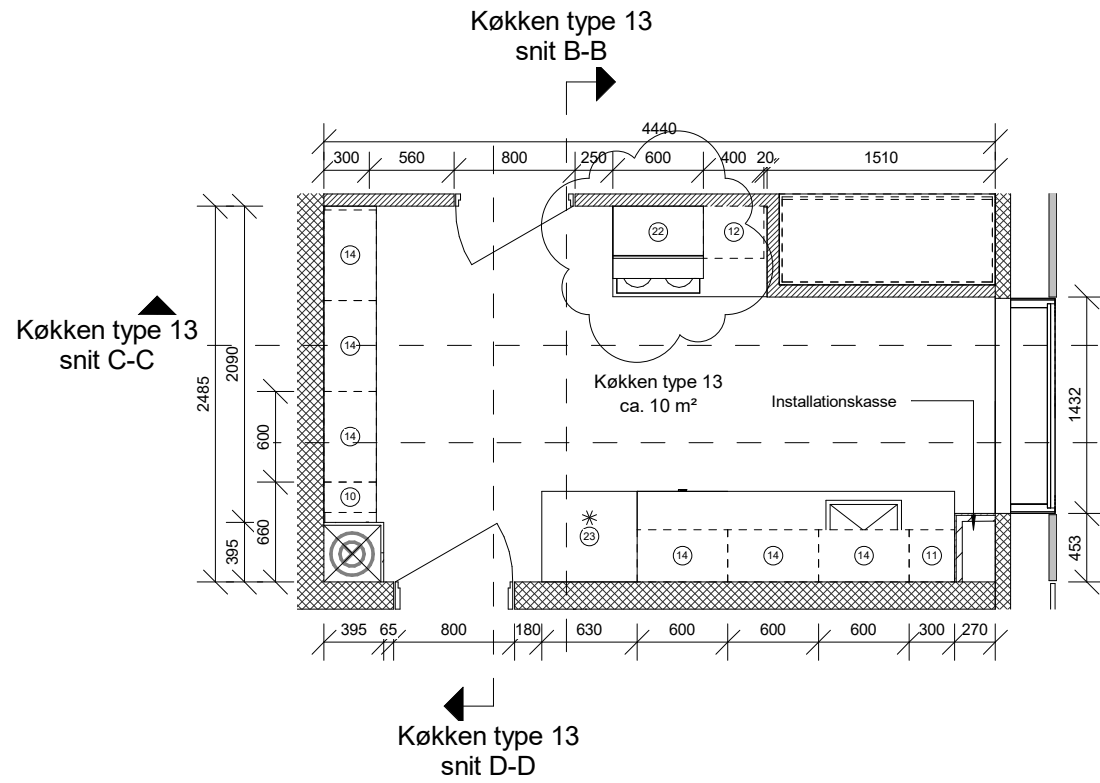 Køkken type 13
snit B-B
4440
300 560 800 250 600 400 20 1510
22 12
14
Køkken type 13
snit C-C
14
2485 2090 600 660 395
Køkken type 13
ca. 10 m²
Installationskasse
1432
14
10
23
14 14 14 11
453
395 65 800 180 630 600 600 600 300 270
Køkken type 13
snit D-D